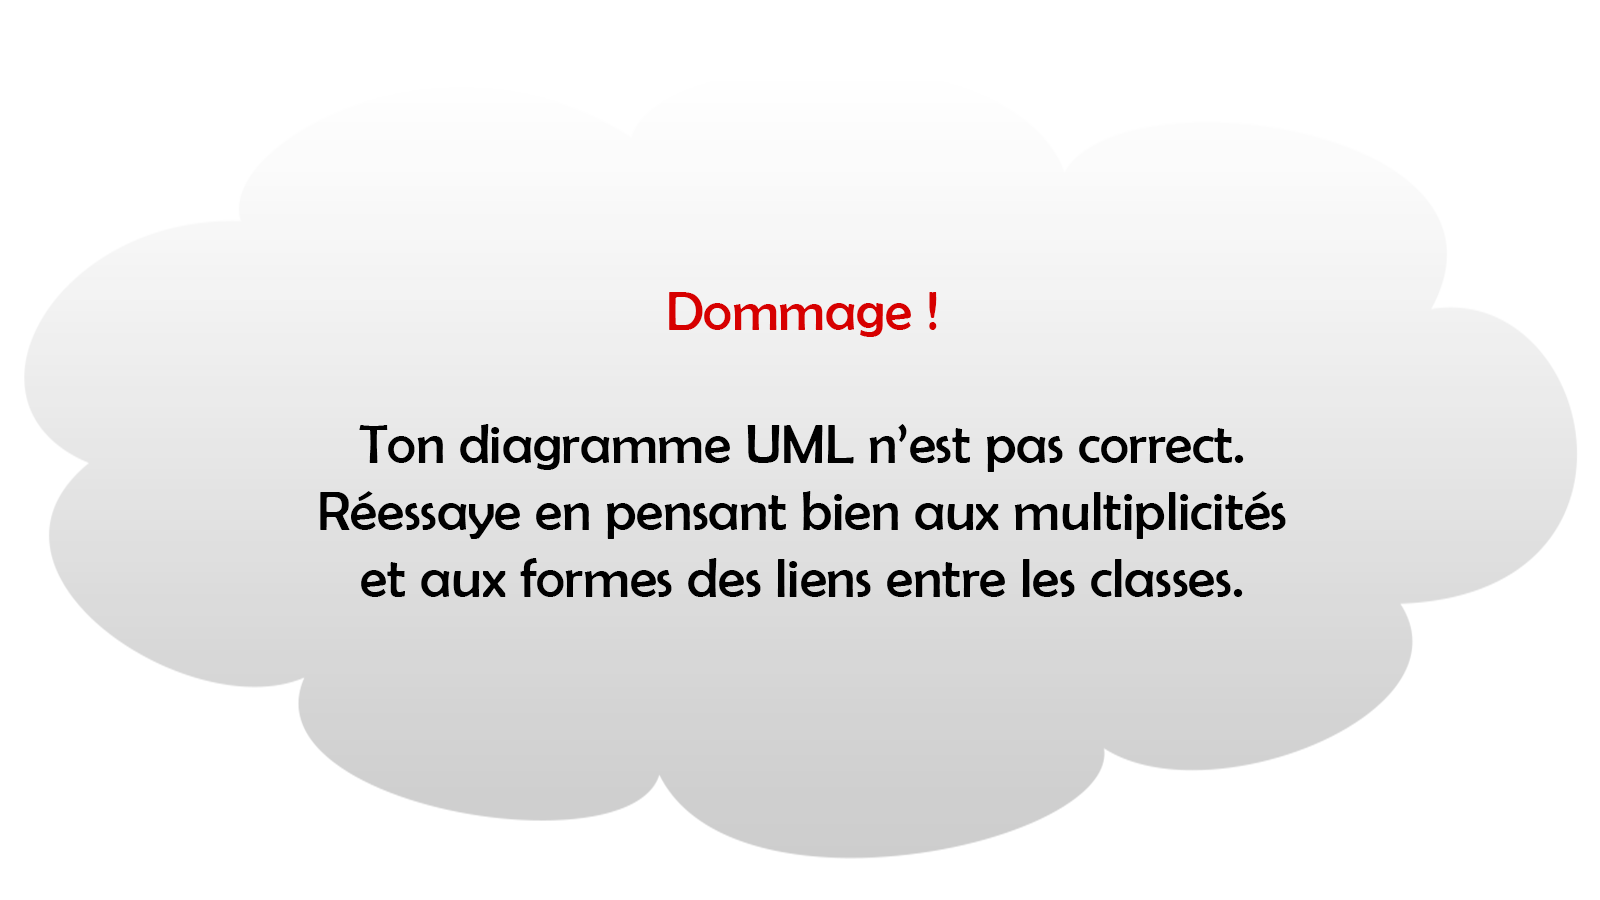 Dommage !
Ton diagramme UML n’est pas correct.
Réessaye en pensant bien aux multiplicités
et aux formes des liens entre les classes.